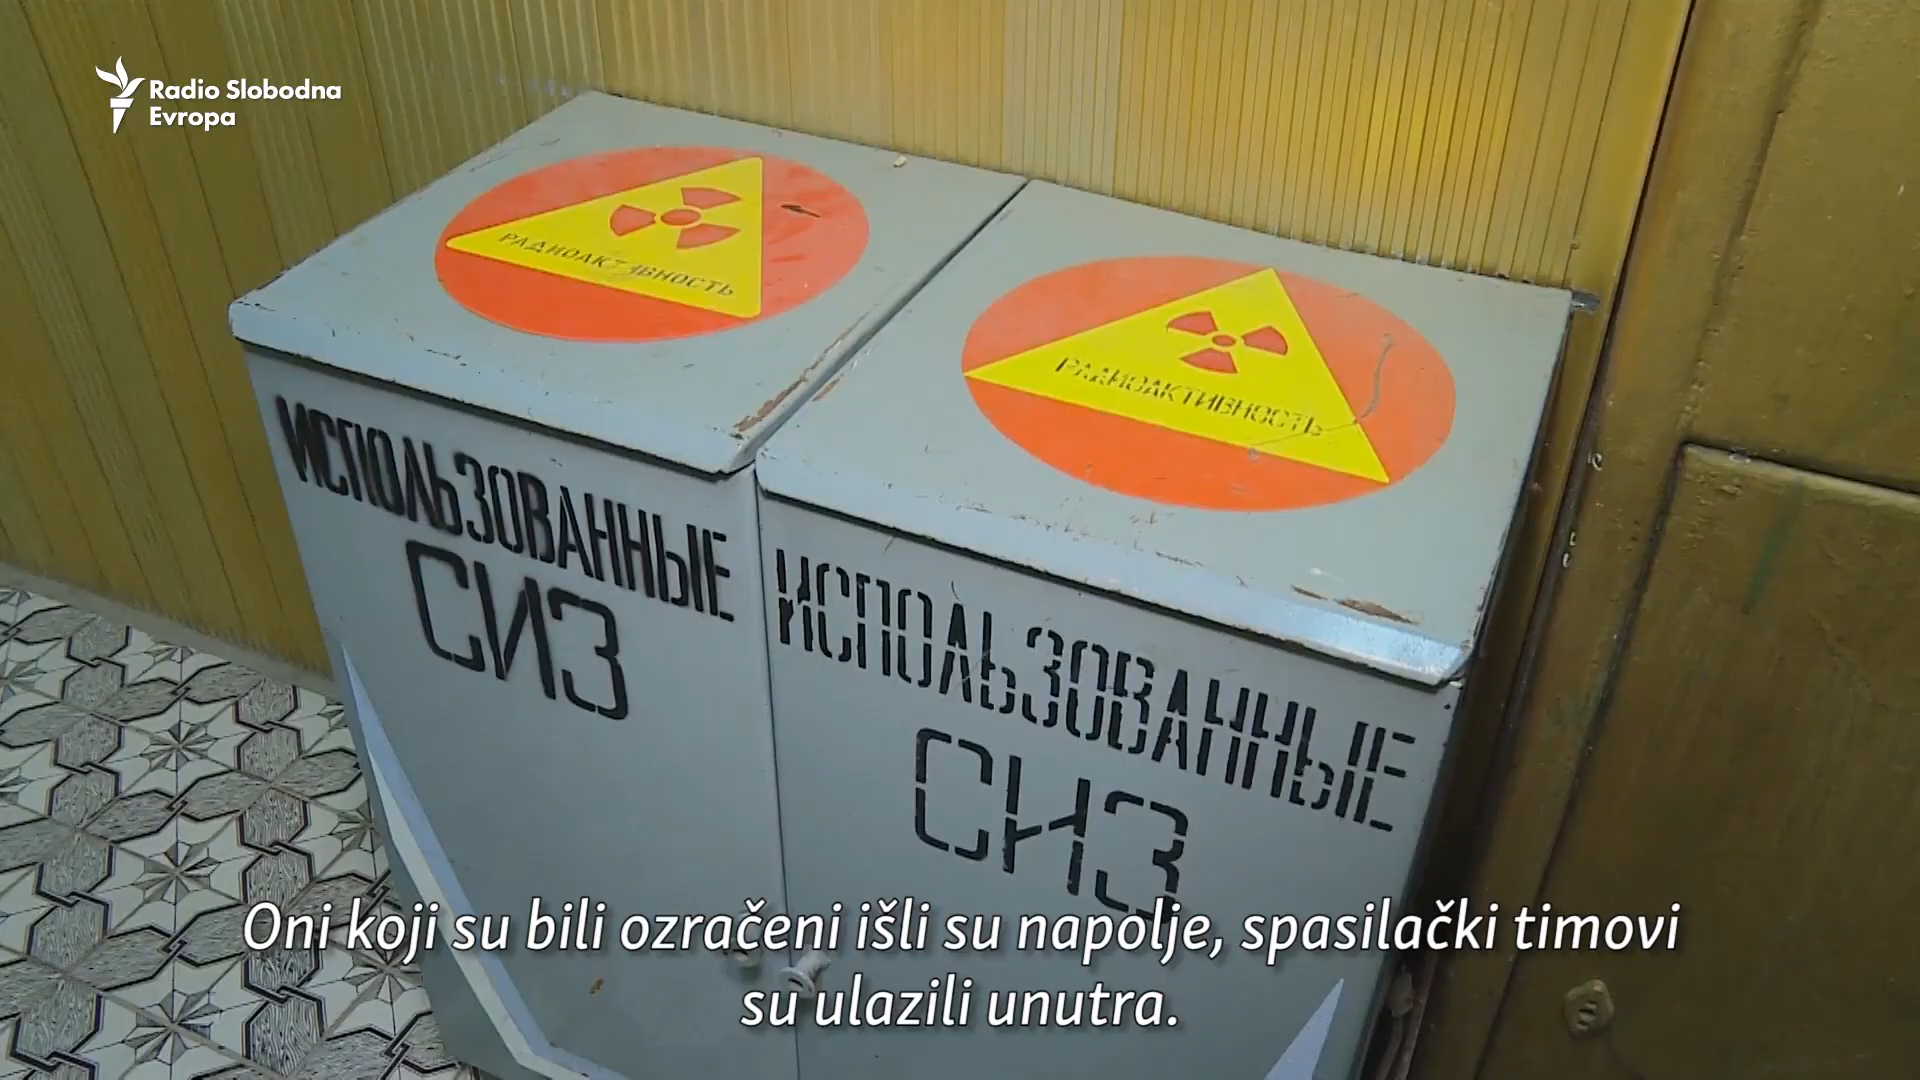 Radio Slobodna
Evropa
РАДИОАКТИВНОСТЬ
РАДИОАКТИВНОСТЬ
ИСПОЛЬЗОВАННЫЕ
СИЗ
ИСПОЛЬЗОВАННЫЕ
СИЗ
Oni koji su bili ozračeni išli su napolje, spasilački timovi
su ulazili unutra.